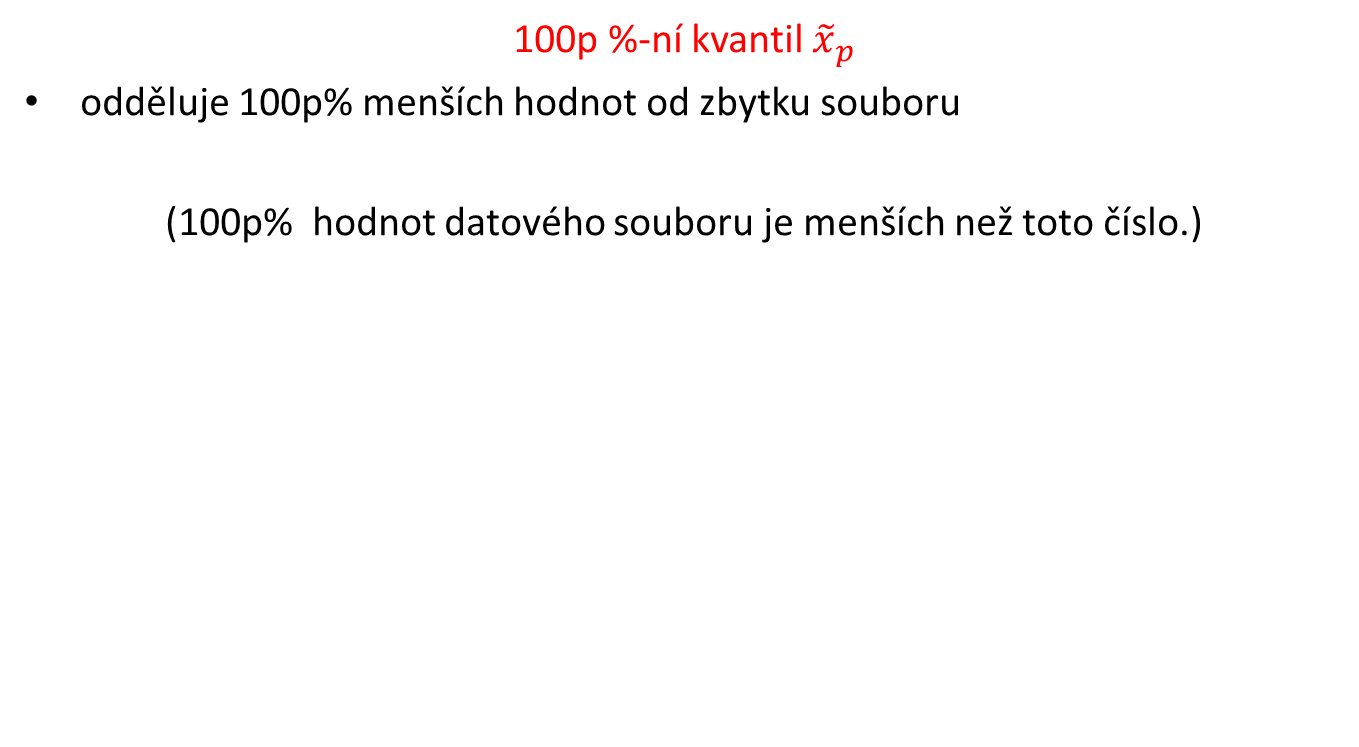 100p %-ní kvantil x̃ₚ
• odděluje 100p% menších hodnot od zbytku souboru
(100p%  hodnot datového souboru je menších než toto číslo.)